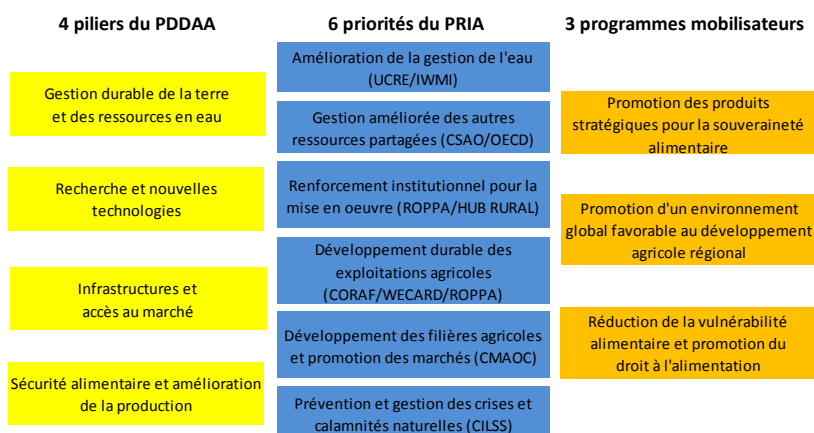 4 piliers du PDDAA
Gestion durable de la terre
et des ressources en eau
Recherche et nouvelles
technologies
Infrastructures et
accès au marché
Sécurité alimentaire et amélioration
de la production
6 priorités du PRIA
Amélioration de la gestion de l'eau
(UCRE/IWMI)
Gestion améliorée des autres
ressources partagées (CSAO/OECD)
Renforcement institutionnel pour la
mise en oeuvre (ROPPA/HUB RURAL)
Développement durable des
exploitations agricoles
(CORAF/WECARD/ROPPA)
Développement des filières agricoles
et promotion des marchés (CMAOC)
Prévention et gestion des crises et
calamnités naturelles (CILSS)
3 programmes mobilisateurs
Promotion des produits
stratégiques pour la souveraineté
alimentaire
Promotion d'un environnement
global favorable au développement
agricole régional
Réduction de la vulnérabilité
alimentaire et promotion du
droit à l'alimentation